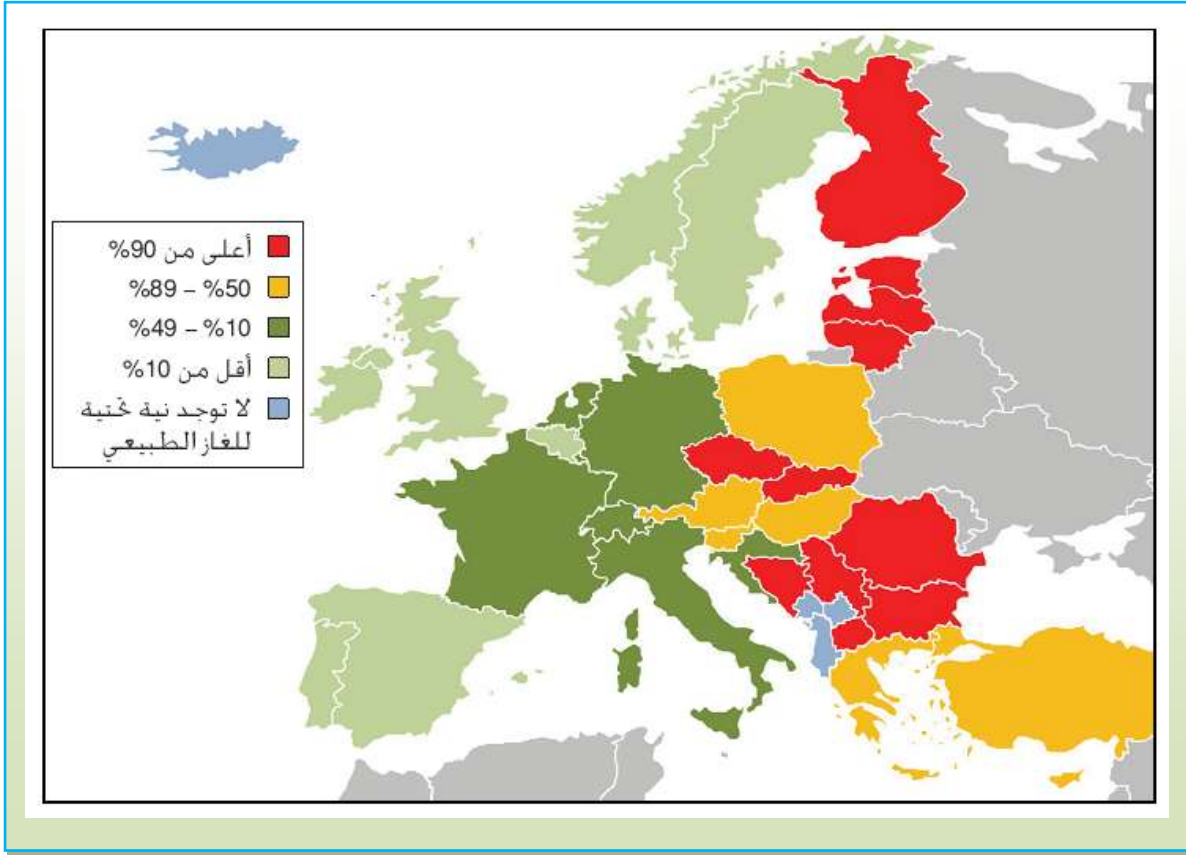 أعلى من 90%
50% – 89%
10% – 49%
أقل من 10%
لا توجد نية تحتية
للغاز الطبيعي